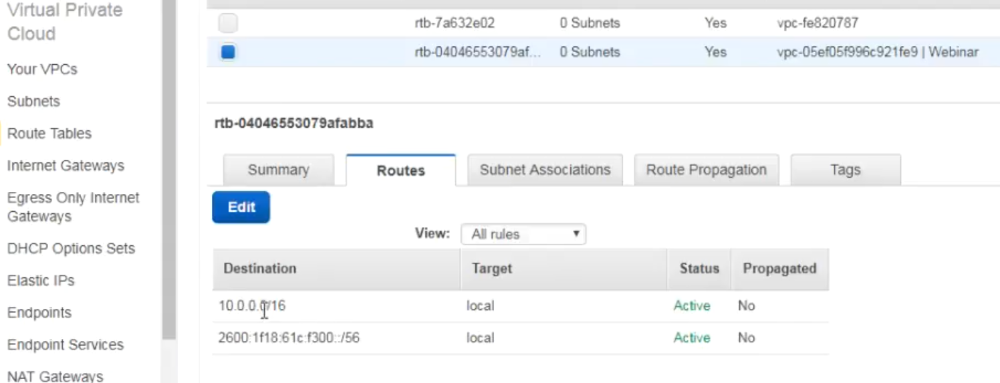 Virtual Private
Cloud
Your VPCs
Subnets
Route Tables
Internet Gateways
Egress Only Internet
Gateways
DHCP Options Sets
Elastic IPs
Endpoints
Endpoint Services
NAT Gateways
rtb-7a632e02 0 Subnets Yes vpc-fe820787
rtb-04046553079af... 0 Subnets Yes vpc-05ef05f996c921fe9 | Webinar
rtb-04046553079afabba
Summary Routes Subnet Associations Route Propagation Tags
Edit
View: All rules
Destination Target Status Propagated
10.0.0.0/16 local Active No
2600:1f18:61c:f300::/56 local Active No